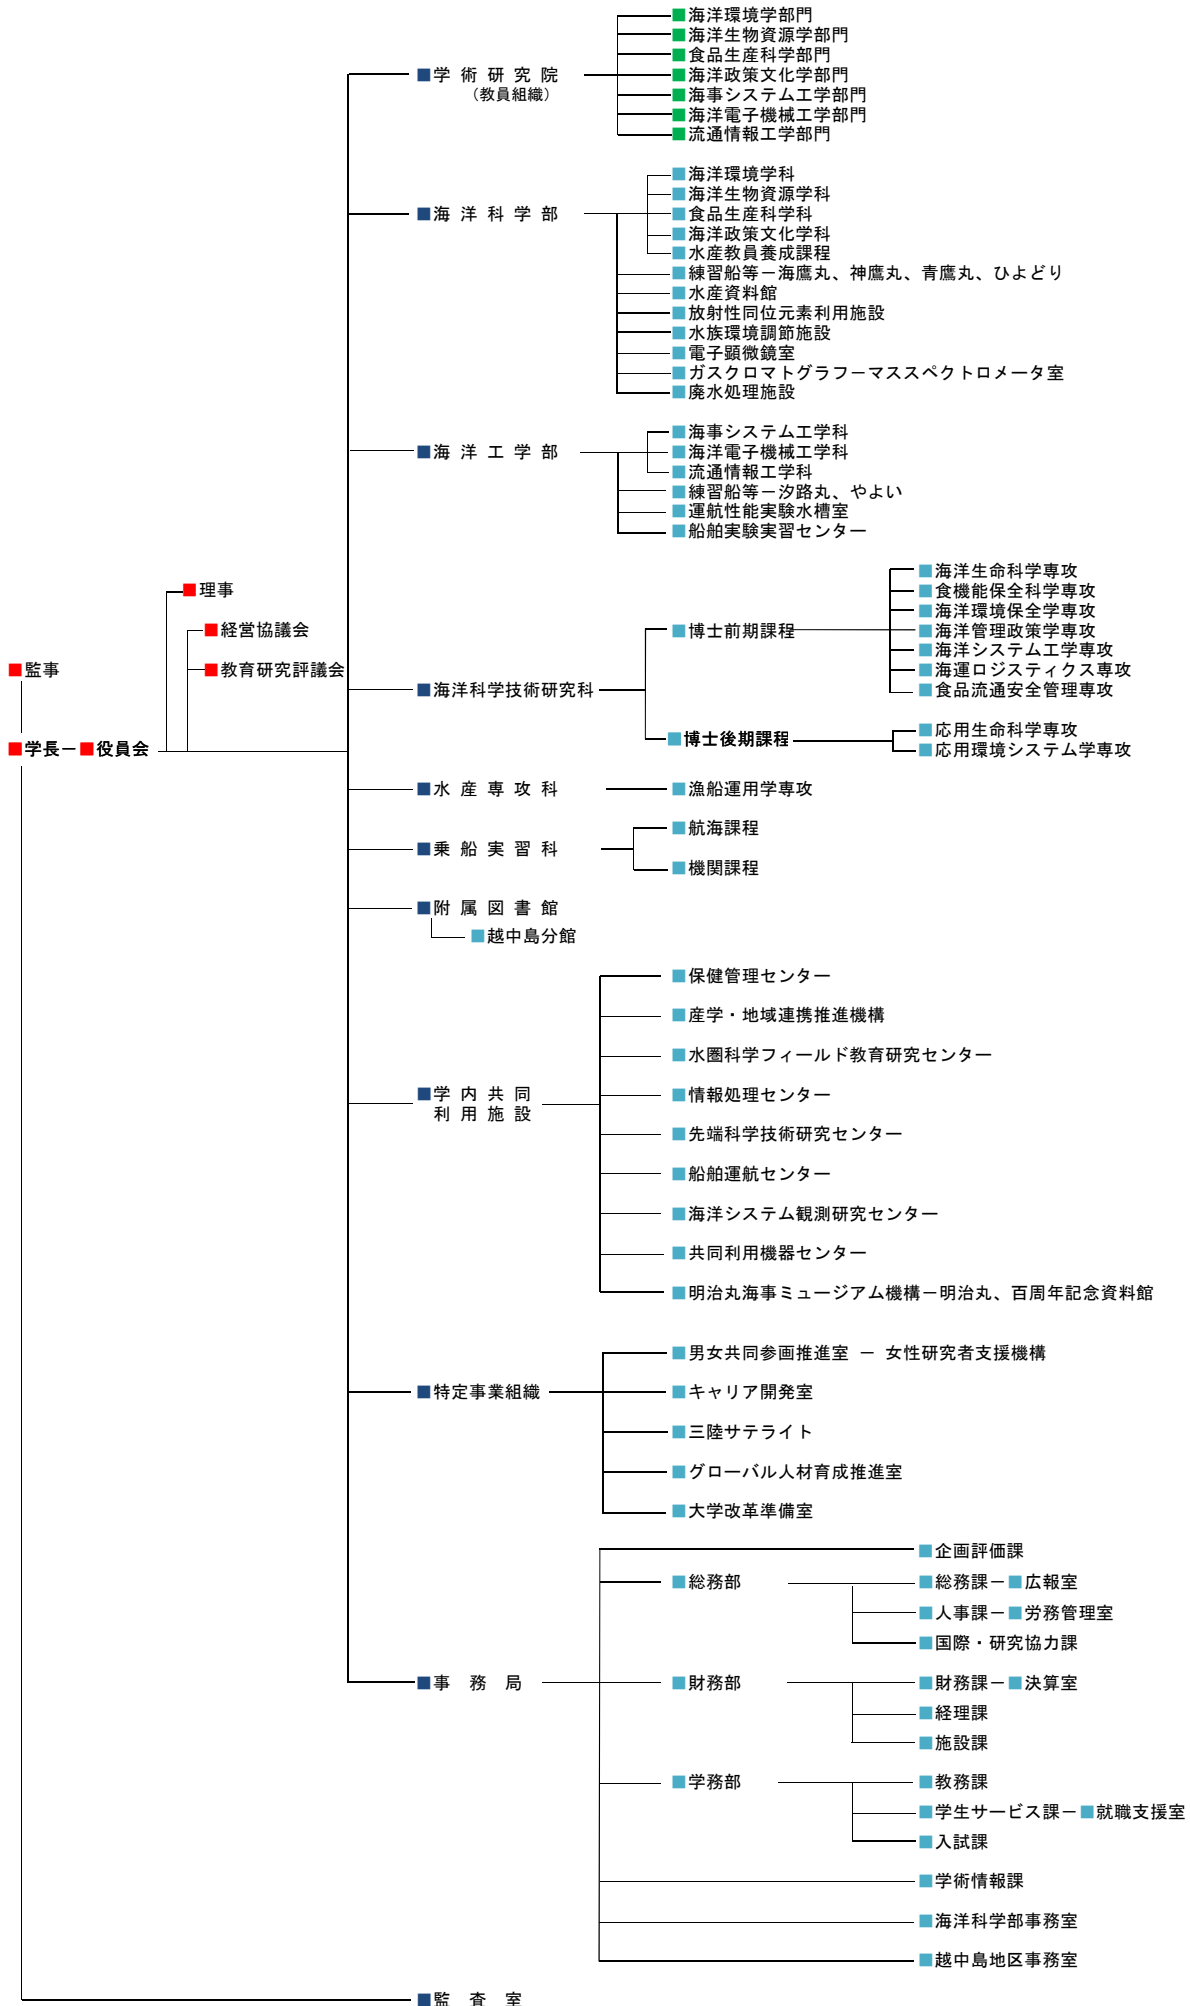 海洋環境学部門
海洋生物資源学部門
食品生産科学部門
学術研究院
海洋政策文化学部門
(教員組織)
海事システム工学部門
海洋電子機械工学部門
流通情報工学部門
海洋環境学科
海洋生物資源学科
海洋科学部
食品生産科学科
海洋政策文化学科
水産教員養成課程
練習船等－海鷹丸、神鷹丸、青鷹丸、ひよどり
水産資料館
放射性同位元素利用施設
水族環境調節施設
電子顕微鏡室
ガスクロマトグラフーマススペクトロメータ室
廃水処理施設
海事システム工学科
海洋工学部
海洋電子機械工学科
流通情報工学科
練習船等－汐路丸、やよい
運航性能実験水槽室
船舶実験実習センター
理事
経営協議会
教育研究評議会
監事
学長－役員会
海洋科学技術研究科
博士前期課程
海洋生命科学専攻
食機能保全科学専攻
海洋環境保全学専攻
海洋管理政策学専攻
海洋システム工学専攻
海運ロジスティクス専攻
食品流通安全管理専攻
博士後期課程
応用生命科学専攻
応用環境システム学専攻
水産専攻科
漁船運用学専攻
乗船実習科
航海課程
機関課程
附属図書館
越中島分館
学内共同
利用施設
保健管理センター
産学・地域連携推進機構
水圏科学フィールド教育研究センター
情報処理センター
先端科学技術研究センター
船舶運航センター
海洋システム観測研究センター
共同利用機器センター
明治丸海事ミュージアム機構－明治丸、百周年記念資料館
特定事業組織
男女共同参画推進室 － 女性研究者支援機構
キャリア開発室
三陸サテライト
グローバル人材育成推進室
大学改革準備室
事務局
企画評価課
総務部
総務課－広報室
人事課－労務管理室
国際・研究協力課
財務部
財務課－決算室
経理課
施設課
学務部
教務課
学生サービス課－就職支援室
入試課
学術情報課
海洋科学部事務室
越中島地区事務室
監査室